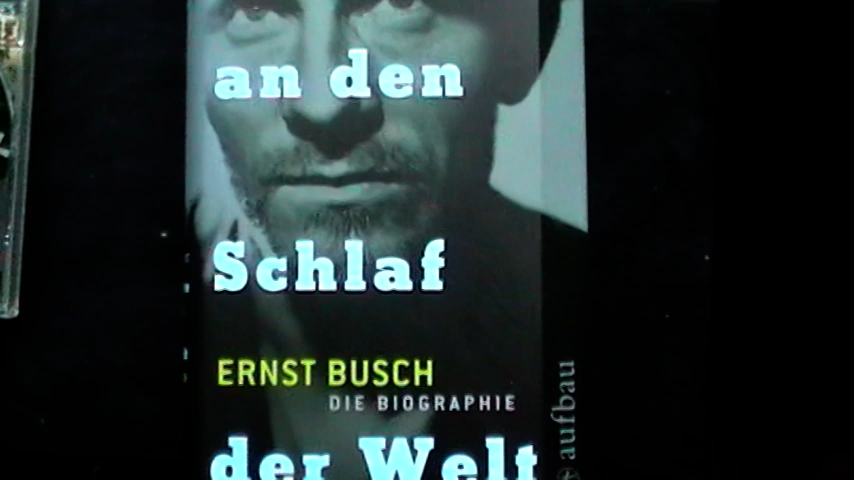 an den
Schlaf
ERNST BUSCH
DIE BIOGRAPHIE
der Welt
aufbau